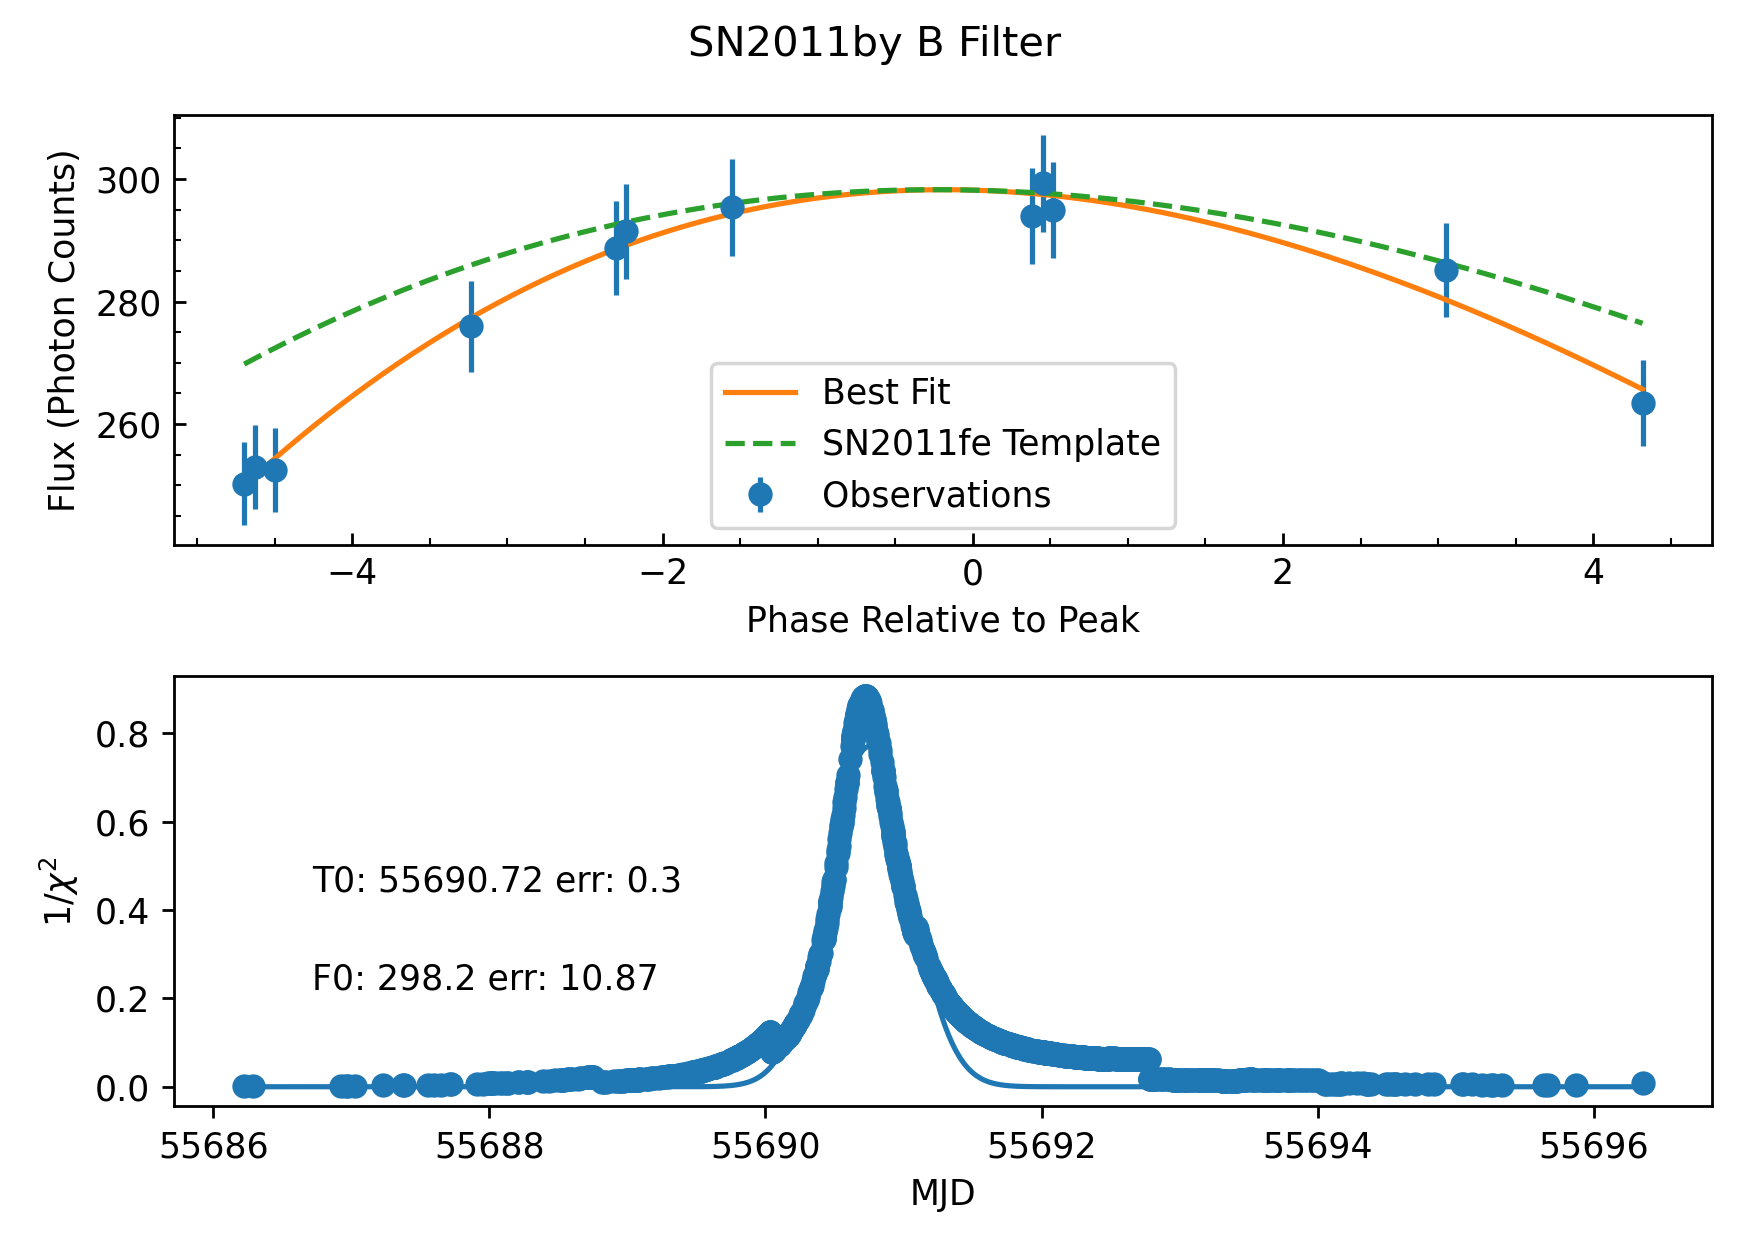 SN2011by B Filter
Flux (Photon Counts)
300
280
260
Best Fit
SN2011fe Template
Observations
−4 −2 0 2 4
Phase Relative to Peak
1/χ²
0.8
0.6
0.4
0.2
0.0
T0: 55690.72 err: 0.3
F0: 298.2 err: 10.87
55686 55688 55690 55692 55694 55696
MJD